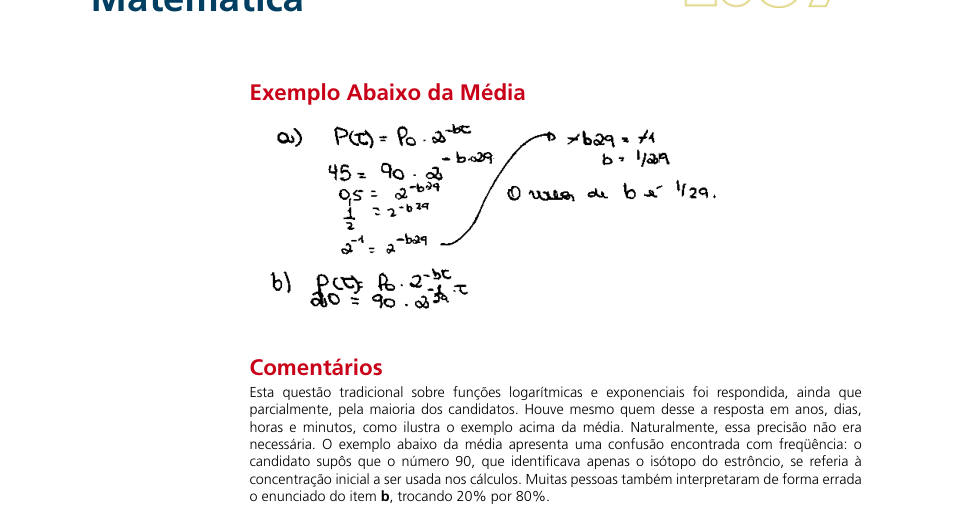 Matemática
Exemplo Abaixo da Média
a) P(t) = P₀ . 2^-bt
45 = 90 . 2^-b.29
0,5 = 2^-b29
1/2 = 2^-b29
2^-1 = 2^-b29
-b29 = -1
b = 1/29
O valor de b é 1/29.
b) P(t) = P₀ . 2^-bt
20 = 90 . 2^-1/29 . t
Comentários
Esta questão tradicional sobre funções logarítmicas e exponenciais foi respondida, ainda que
parcialmente, pela maioria dos candidatos. Houve mesmo quem desse a resposta em anos, dias,
horas e minutos, como ilustra o exemplo acima da média. Naturalmente, essa precisão não era
necessária. O exemplo abaixo da média apresenta uma confusão encontrada com freqüência: o
candidato supôs que o número 90, que identificava apenas o isótopo do estrôncio, se referia à
concentração inicial a ser usada nos cálculos. Muitas pessoas também interpretaram de forma errada
o enunciado do item b, trocando 20% por 80%.